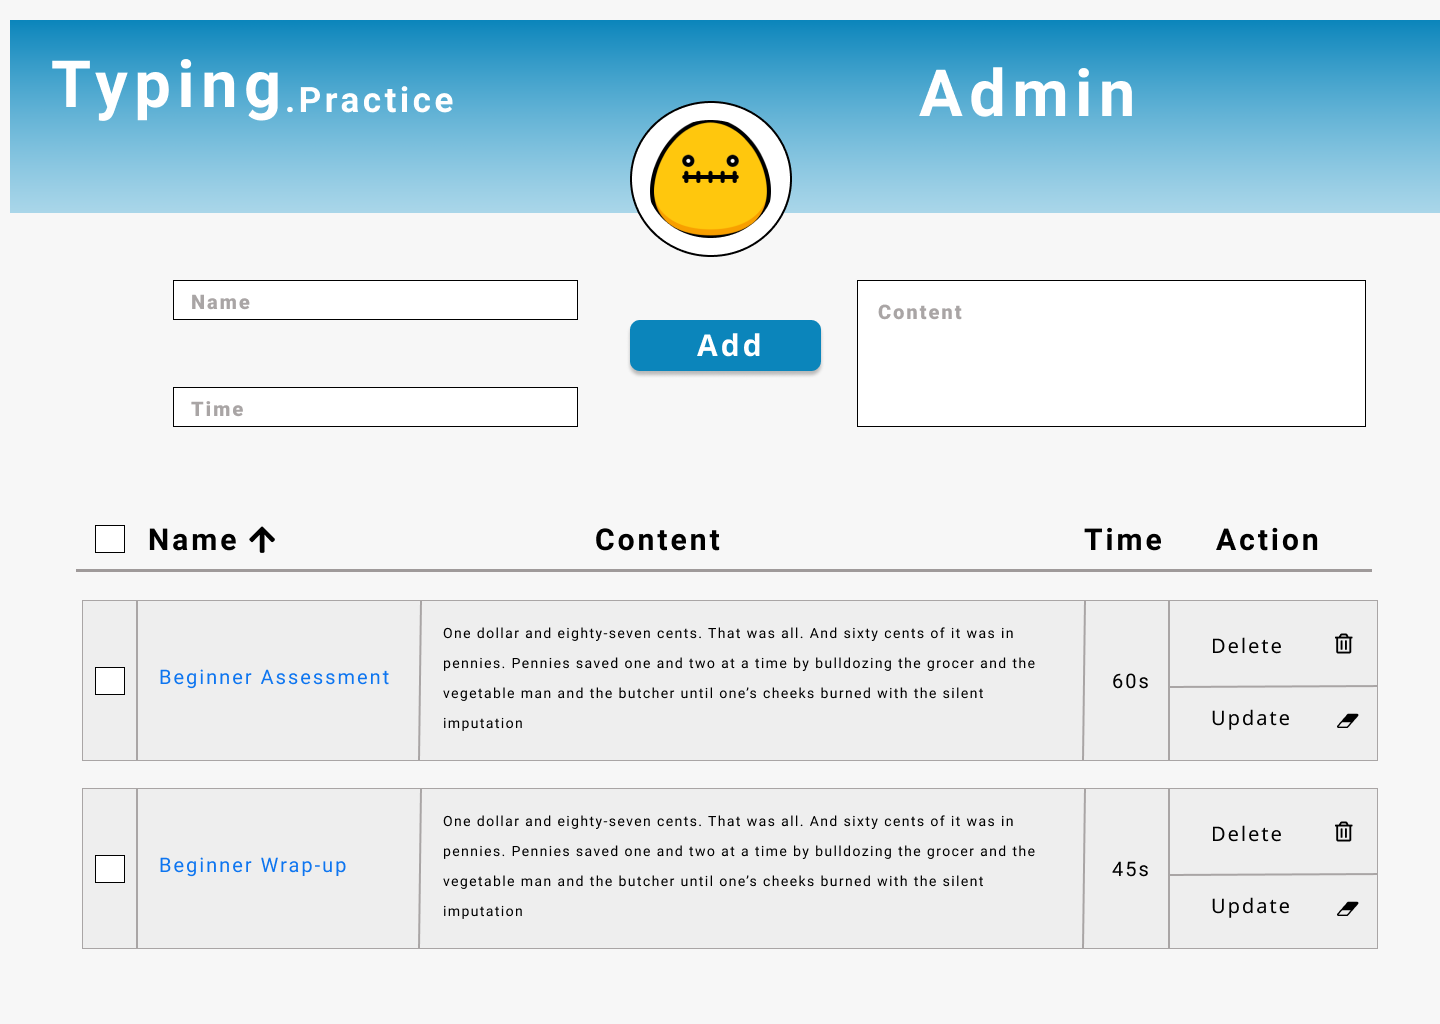 Typing.Practice
Admin
Name
Add
Content
Time
Name
Content
Time
Action
Beginner Assessment
One dollar and eighty-seven cents. That was all. And sixty cents of it was in
pennies. Pennies saved one and two at a time by bulldozing the grocer and the
vegetable man and the butcher until one’s cheeks burned with the silent
imputation
60s
Delete
Update
Beginner Wrap-up
One dollar and eighty-seven cents. That was all. And sixty cents of it was in
pennies. Pennies saved one and two at a time by bulldozing the grocer and the
vegetable man and the butcher until one’s cheeks burned with the silent
imputation
45s
Delete
Update